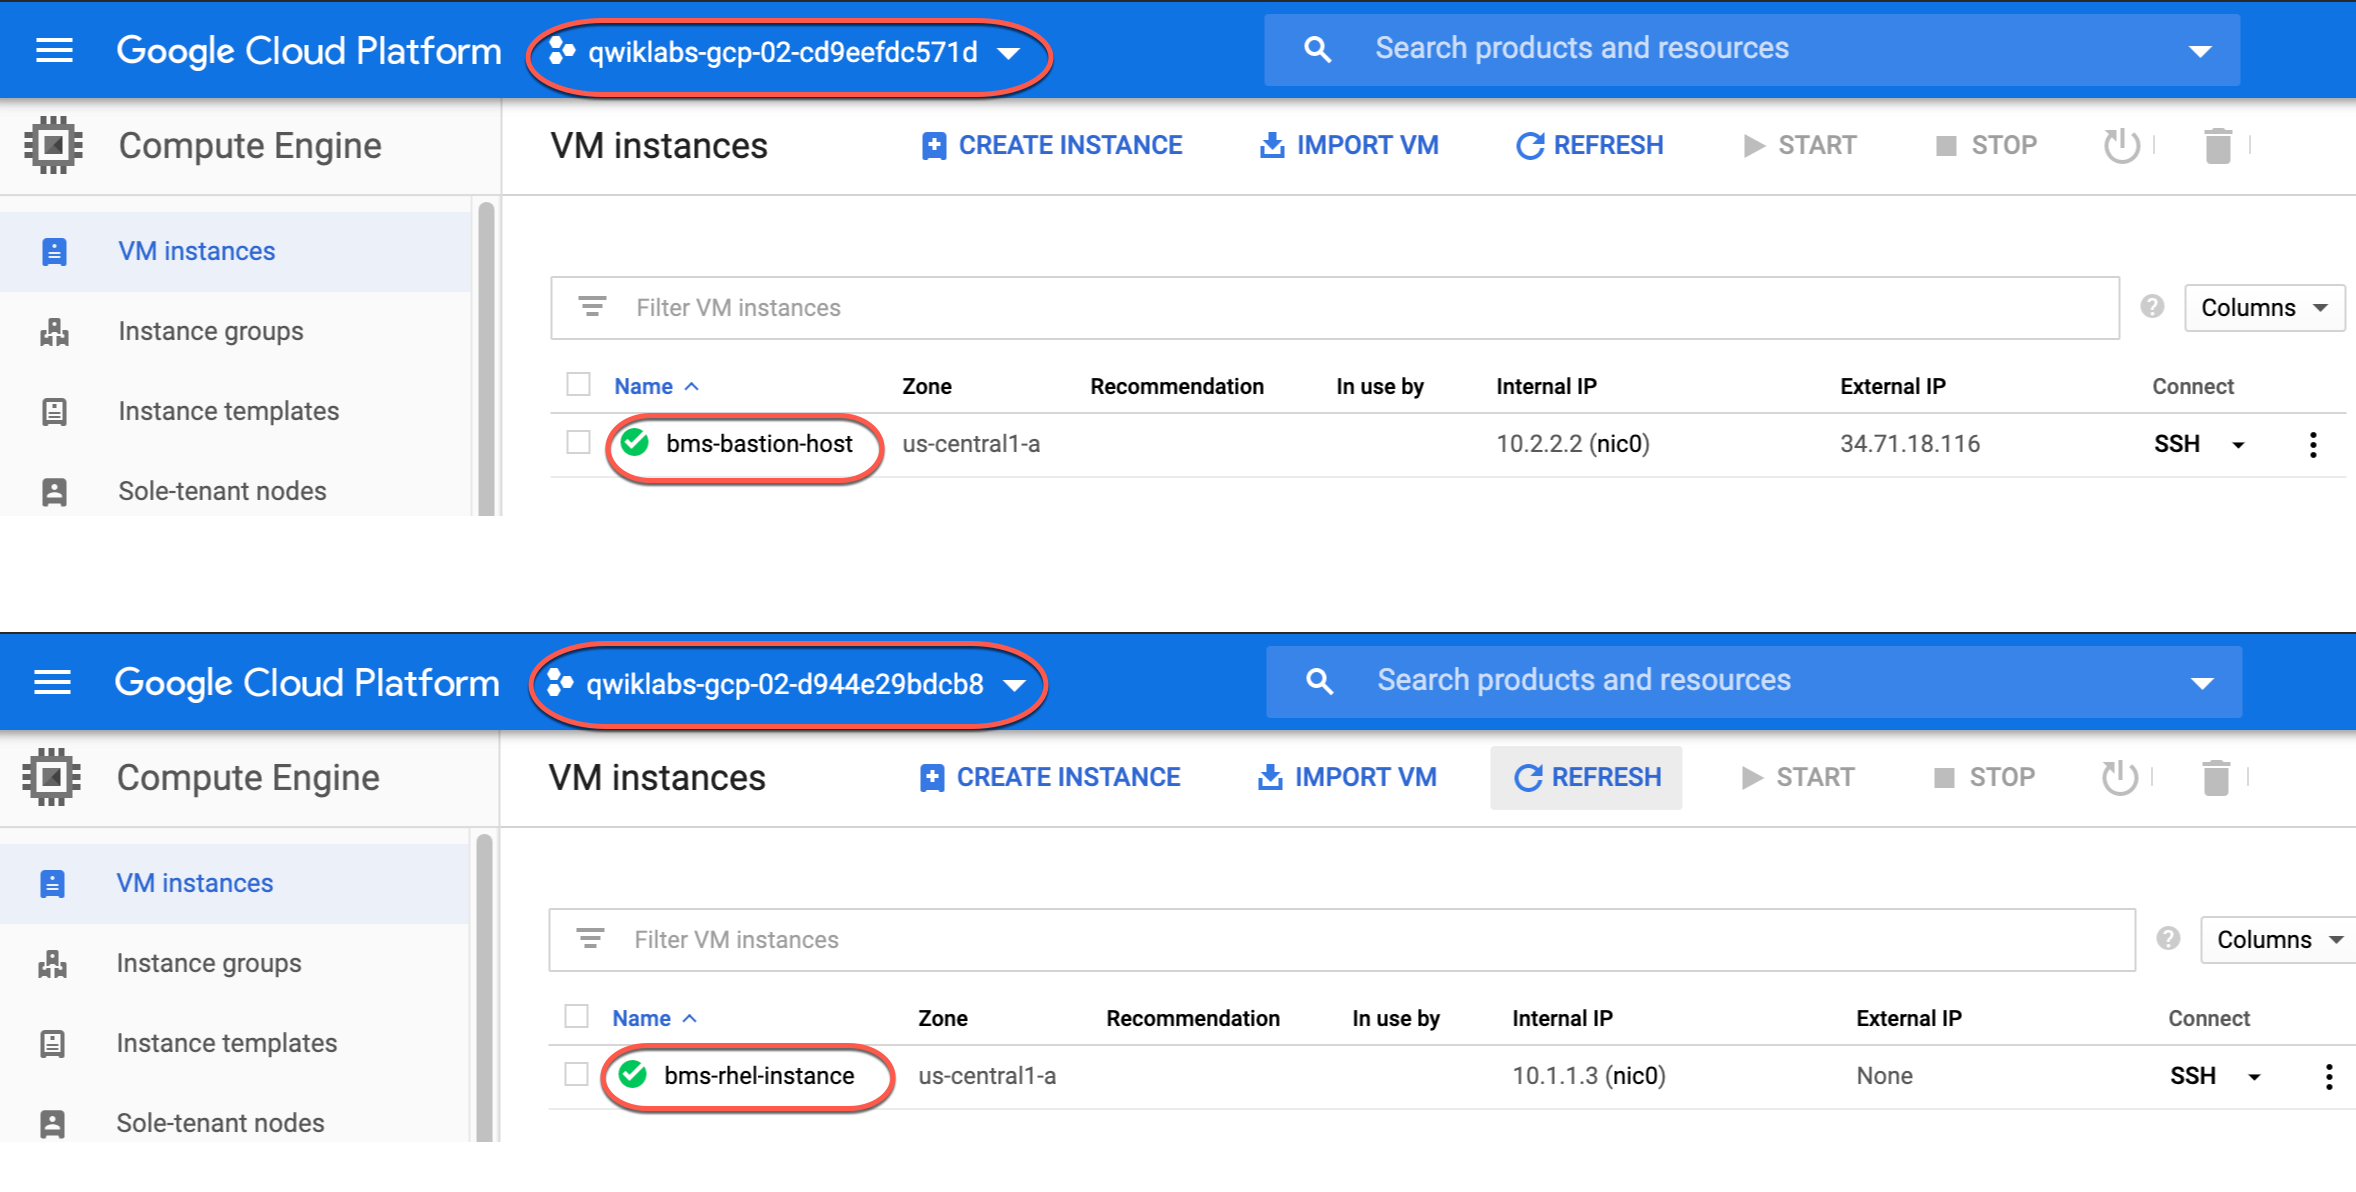 Google Cloud Platform qwiklabs-gcp-02-cd9eefdc571d Search products and resources
Compute Engine VM instances CREATE INSTANCE IMPORT VM REFRESH START STOP
VM instances
Instance groups
Instance templates
Sole-tenant nodes
Filter VM instances ? Columns
Name Zone Recommendation In use by Internal IP External IP Connect
bms-bastion-host us-central1-a 10.2.2.2 (nic0) 34.71.18.116 SSH
Google Cloud Platform qwiklabs-gcp-02-d944e29bdcb8 Search products and resources
Compute Engine VM instances CREATE INSTANCE IMPORT VM REFRESH START STOP
VM instances
Instance groups
Instance templates
Sole-tenant nodes
Filter VM instances ? Columns
Name Zone Recommendation In use by Internal IP External IP Connect
bms-rhel-instance us-central1-a 10.1.1.3 (nic0) None SSH